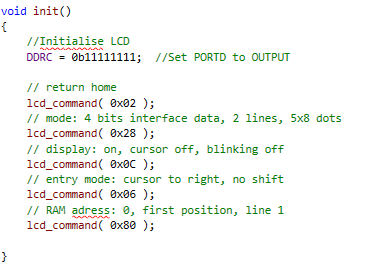 void init()
{
//Initialise LCD
DDRC = 0b11111111;  //Set PORTD to OUTPUT
// return home
lcd_command( 0x02 );
// mode: 4 bits interface data, 2 lines, 5x8 dots
lcd_command( 0x28 );
// display: on, cursor off, blinking off
lcd_command( 0x0C );
// entry mode: cursor to right, no shift
lcd_command( 0x06 );
// RAM adress: 0, first position, line 1
lcd_command( 0x80 );
}